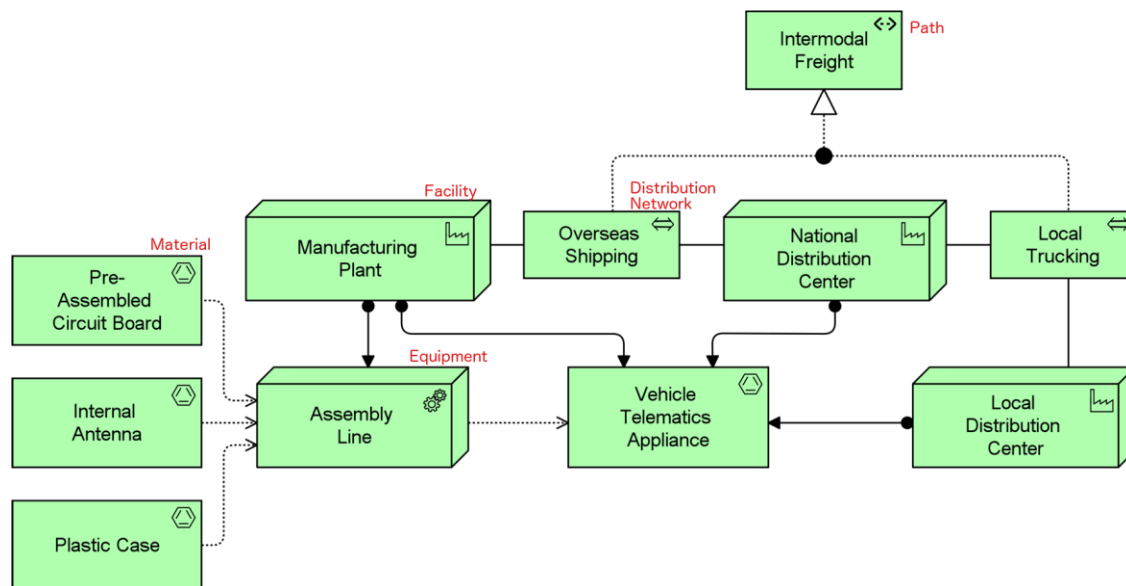 Intermodal
Freight
Path
Facility
Distribution
Network
Material
Manufacturing
Plant
Overseas
Shipping
National
Distribution
Center
Local
Trucking
Pre-
Assembled
Circuit Board
Equipment
Internal
Antenna
Assembly
Line
Vehicle
Telematics
Appliance
Local
Distribution
Center
Plastic Case